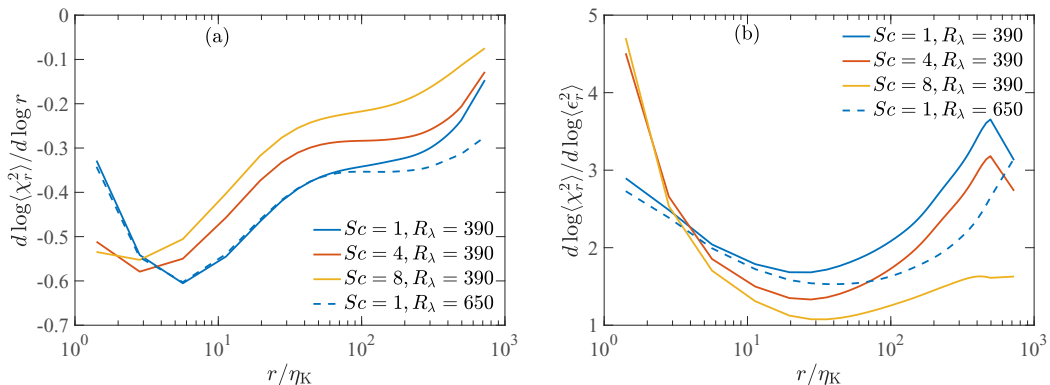 (a)
0
-0.1
-0.2
-0.3
-0.4
-0.5
-0.6
-0.7
d log⟨χ_r^2⟩/d log r
Sc = 1, R_λ = 390
Sc = 4, R_λ = 390
Sc = 8, R_λ = 390
Sc = 1, R_λ = 650
10^0
10^1
10^2
10^3
r/η_K
(b)
5
4
3
2
1
d log⟨χ_r^2⟩/d log⟨ϵ_r^2⟩
Sc = 1, R_λ = 390
Sc = 4, R_λ = 390
Sc = 8, R_λ = 390
Sc = 1, R_λ = 650
10^0
10^1
10^2
10^3
r/η_K